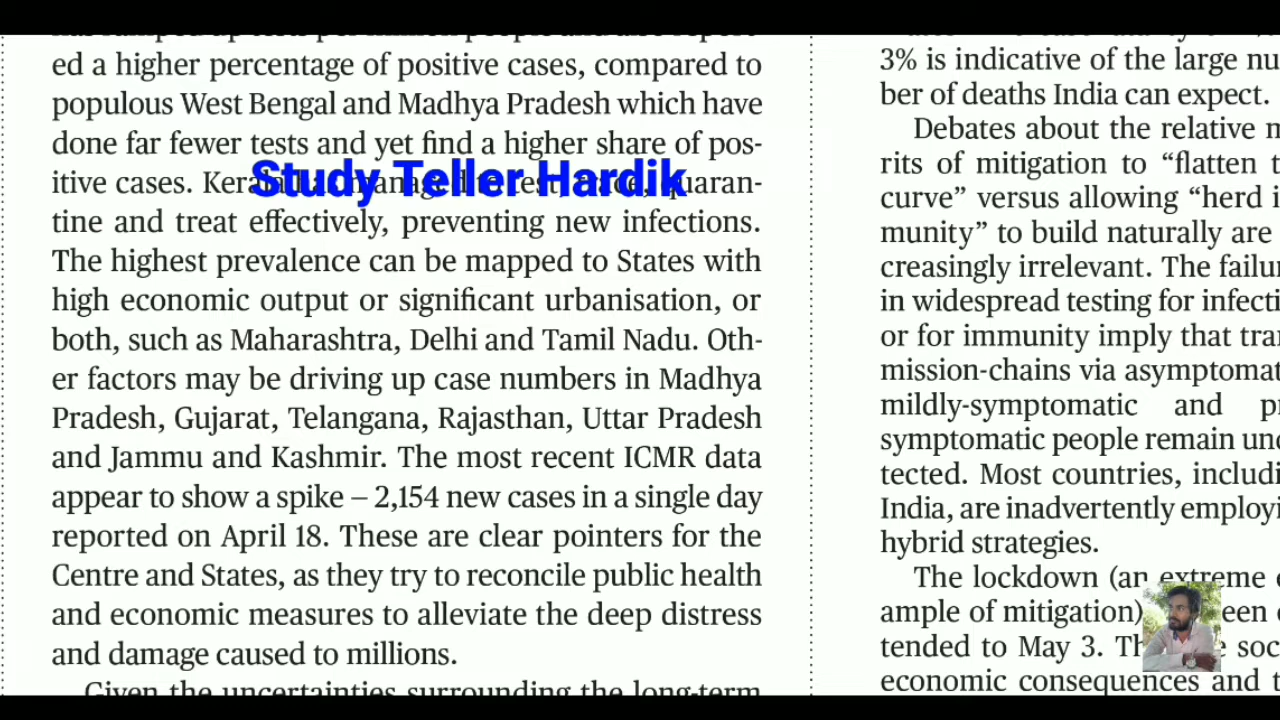 ed a higher percentage of positive cases, compared to
populous West Bengal and Madhya Pradesh which have
done far fewer tests and yet find a higher share of pos-
itive cases.
Study Teller Hardik
tine and treat effectively, preventing new infections.
The highest prevalence can be mapped to States with
high economic output or significant urbanisation, or
both, such as Maharashtra, Delhi and Tamil Nadu. Oth-
er factors may be driving up case numbers in Madhya
Pradesh, Gujarat, Telangana, Rajasthan, Uttar Pradesh
and Jammu and Kashmir. The most recent ICMR data
appear to show a spike – 2,154 new cases in a single day
reported on April 18. These are clear pointers for the
Centre and States, as they try to reconcile public health
and economic measures to alleviate the deep distress
and damage caused to millions.
Given the uncertainties surrounding the long-term
3% is indicative of the large nu
ber of deaths India can expect.
Debates about the relative m
rits of mitigation to “flatten t
curve” versus allowing “herd i
munity” to build naturally are
creasingly irrelevant. The failur
in widespread testing for infecti
or for immunity imply that tran
mission-chains via asymptomat
mildly-symptomatic and pr
symptomatic people remain und
tected. Most countries, includi
India, are inadvertently employi
hybrid strategies.
The lockdown (an extreme e
ample of mitigation) een e
tended to May 3. Th e soc
economic consequences and t